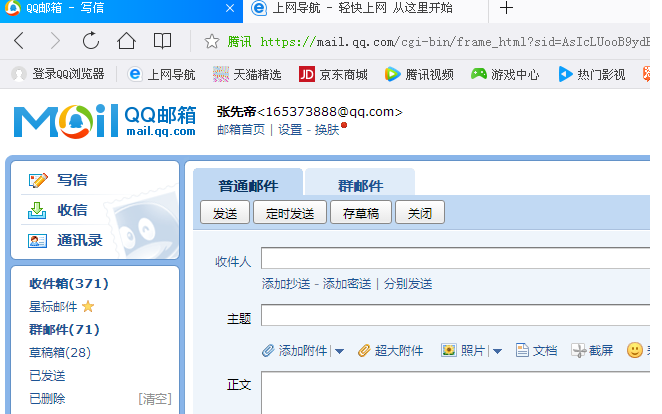 QQ邮箱 - 写信 × 上网导航 - 轻快上网 从这里开始 +
腾讯 https://mail.qq.com/cgi-bin/frame_html?sid=AsIcLUooB9yd
登录QQ浏览器 上网导航 天猫精选 JD 京东商城 腾讯视频 游戏中心 热门影视
Mail QQ邮箱 张先帝<165373888@qq.com>
mail.qq.com 邮箱首页 | 设置 - 换肤
写信 普通邮件 群邮件
收信 发送 定时发送 存草稿 关闭
通讯录
收件人
收件箱(371) 添加抄送 - 添加密送 | 分别发送
星标邮件 主题
群邮件(71)
草稿箱(28) 添加附件 | 超大附件 照片 | 文档 截屏
已发送 正文
已删除 [清空]